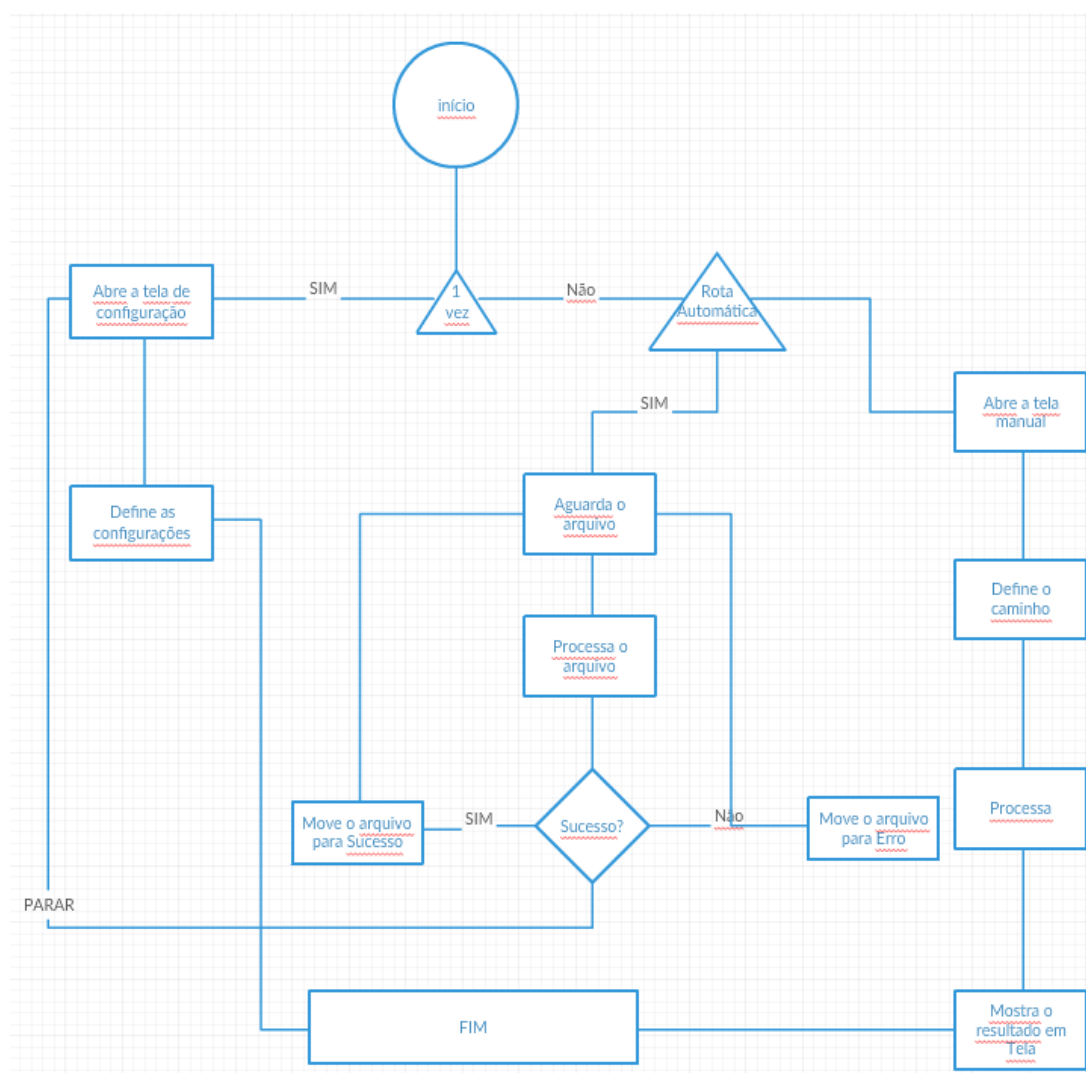 início
Abre a tela de
configuração
SIM
1
vez
Não
Rota
Automática
SIM
Abre a tela
manual
Define as
configurações
Aguarda o
arquivo
Define o
caminho
Processa o
arquivo
Move o arquivo
para Sucesso
SIM
Sucesso?
Não
Move o arquivo
para Erro
Processa
PARAR
FIM
Mostra o
resultado em
Tela